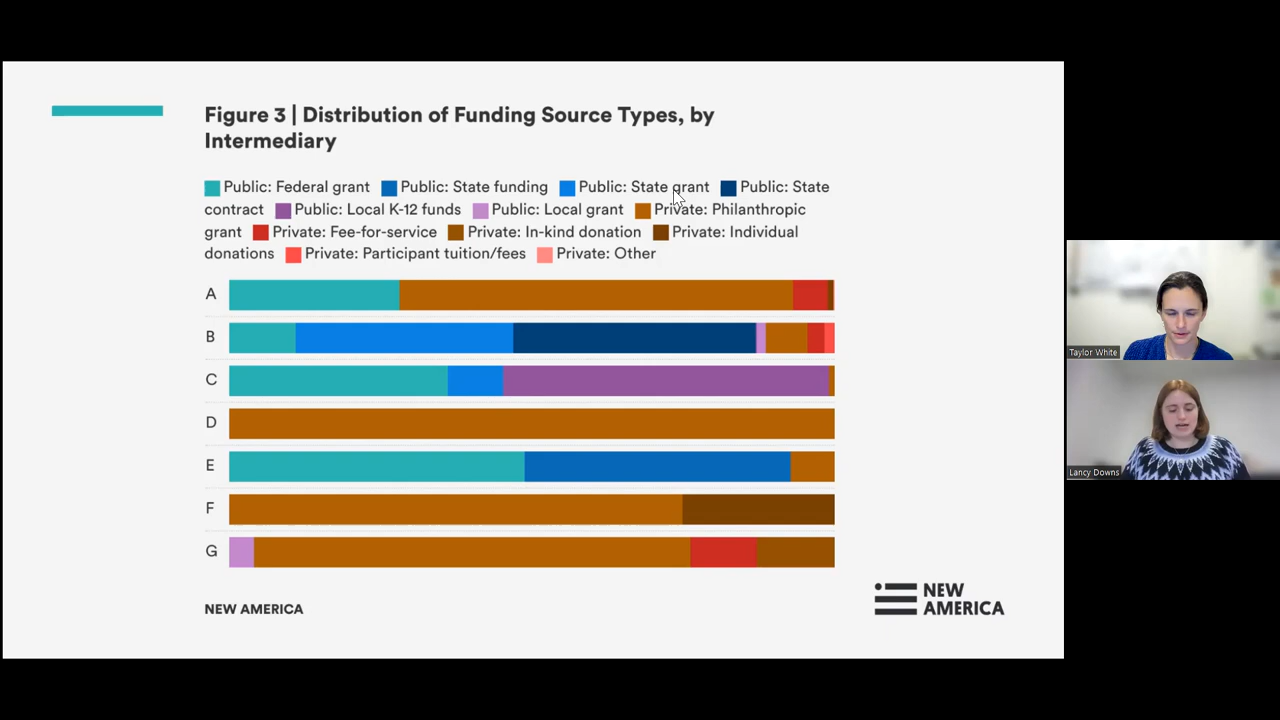 Figure 3 | Distribution of Funding Source Types, by
Intermediary
Public: Federal grant Public: State funding Public: State grant Public: State
contract Public: Local K-12 funds Public: Local grant Private: Philanthropic
grant Private: Fee-for-service Private: In-kind donation Private: Individual
donations Private: Participant tuition/fees Private: Other
A
B
C
D
E
F
G
NEW AMERICA
NEW
AMERICA
Taylor White
Lancy Downs